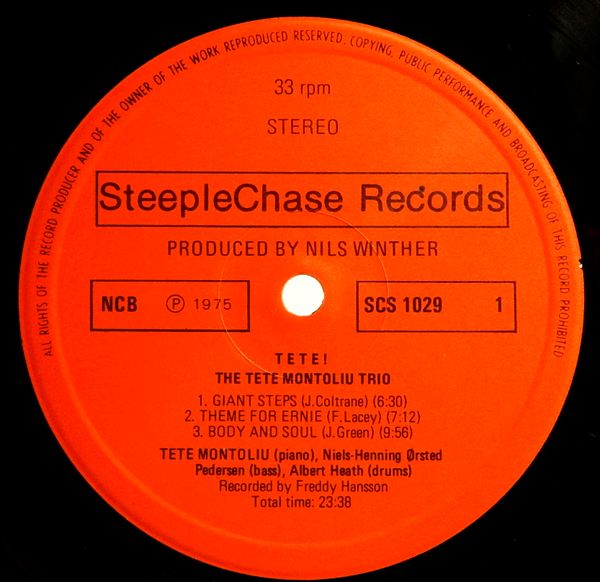 ALL RIGHTS OF THE RECORD PRODUCER AND OF THE OWNER OF THE WORK REPRODUCED RESERVED. COPYING, PUBLIC PERFORMANCE AND BROADCASTING OF THIS RECORD PROHIBITED
33 rpm
STEREO
SteepleChase Records
PRODUCED BY NILS WINTHER
NCB ℗ 1975 SCS 1029 1
TETE!
THE TETE MONTOLIU TRIO
1. GIANT STEPS (J.Coltrane) (6:30)
2. THEME FOR ERNIE (F.Lacey) (7:12)
3. BODY AND SOUL (J.Green) (9:56)
TETE MONTOLIU (piano), Niels-Henning Ørsted
Pedersen (bass), Albert Heath (drums)
Recorded by Freddy Hansson
Total time: 23:38